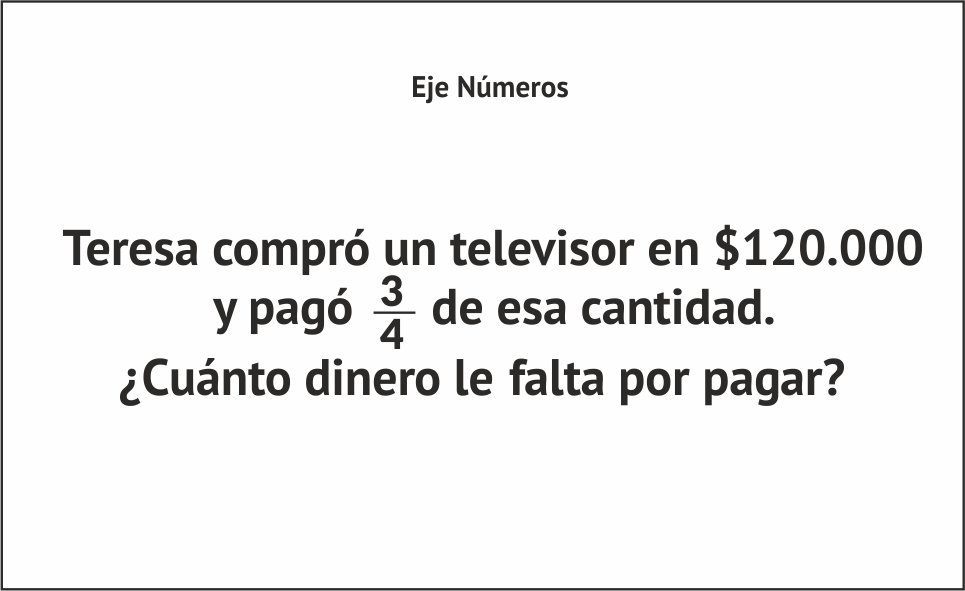 Eje Números
Teresa compró un televisor en $120.000
y pagó 3/4 de esa cantidad.
¿Cuánto dinero le falta por pagar?